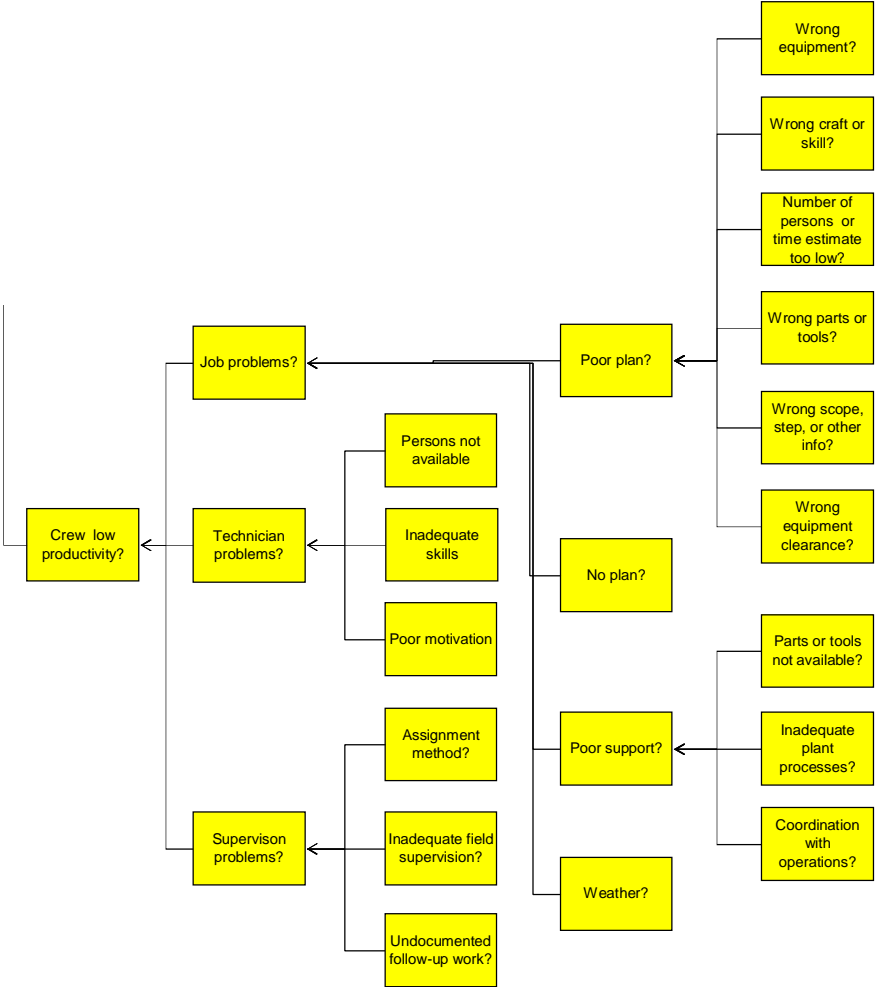 Wrong
equipment?
Wrong craft or
skill?
Number of
persons or
time estimate
too low?
Wrong parts or
tools?
Job problems?
Poor plan?
Wrong scope,
step, or other
info?
Persons not
available
Wrong
equipment
clearance?
Crew low
productivity?
Technician
problems?
Inadequate
skills
No plan?
Poor motivation
Parts or tools
not available?
Assignment
method?
Poor support?
Inadequate
plant
processes?
Supervison
problems?
Inadequate field
supervision?
Coordination
with
operations?
Weather?
Undocumented
follow-up work?